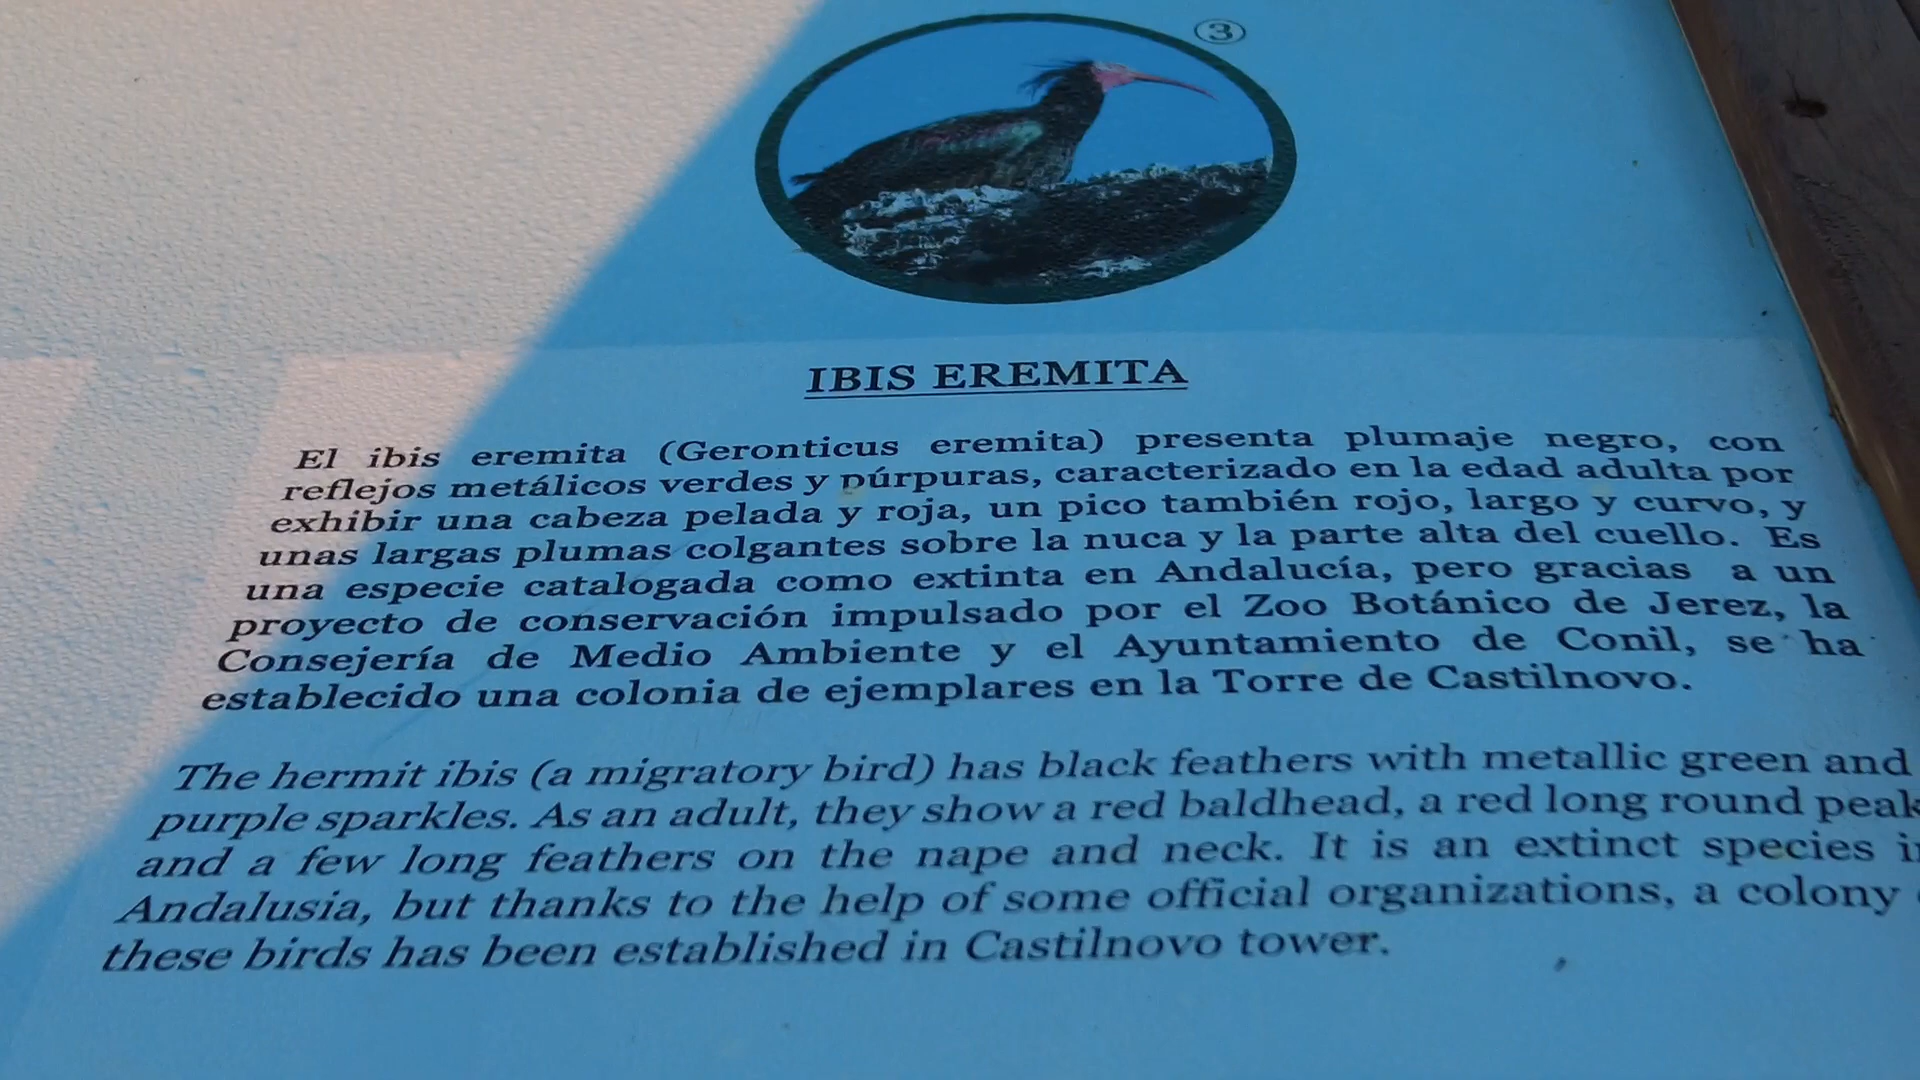 ③
IBIS EREMITA
El ibis eremita (Geronticus eremita) presenta plumaje negro, con
reflejos metálicos verdes y púrpuras, caracterizado en la edad adulta por
exhibir una cabeza pelada y roja, un pico también rojo, largo y curvo, y
unas largas plumas colgantes sobre la nuca y la parte alta del cuello. Es
una especie catalogada como extinta en Andalucía, pero gracias a un
proyecto de conservación impulsado por el Zoo Botánico de Jerez, la
Consejería de Medio Ambiente y el Ayuntamiento de Conil, se ha
establecido una colonia de ejemplares en la Torre de Castilnovo.
The hermit ibis (a migratory bird) has black feathers with metallic green and
purple sparkles. As an adult, they show a red baldhead, a red long round peak
and a few long feathers on the nape and neck. It is an extinct species in
Andalusia, but thanks to the help of some official organizations, a colony
these birds has been established in Castilnovo tower.